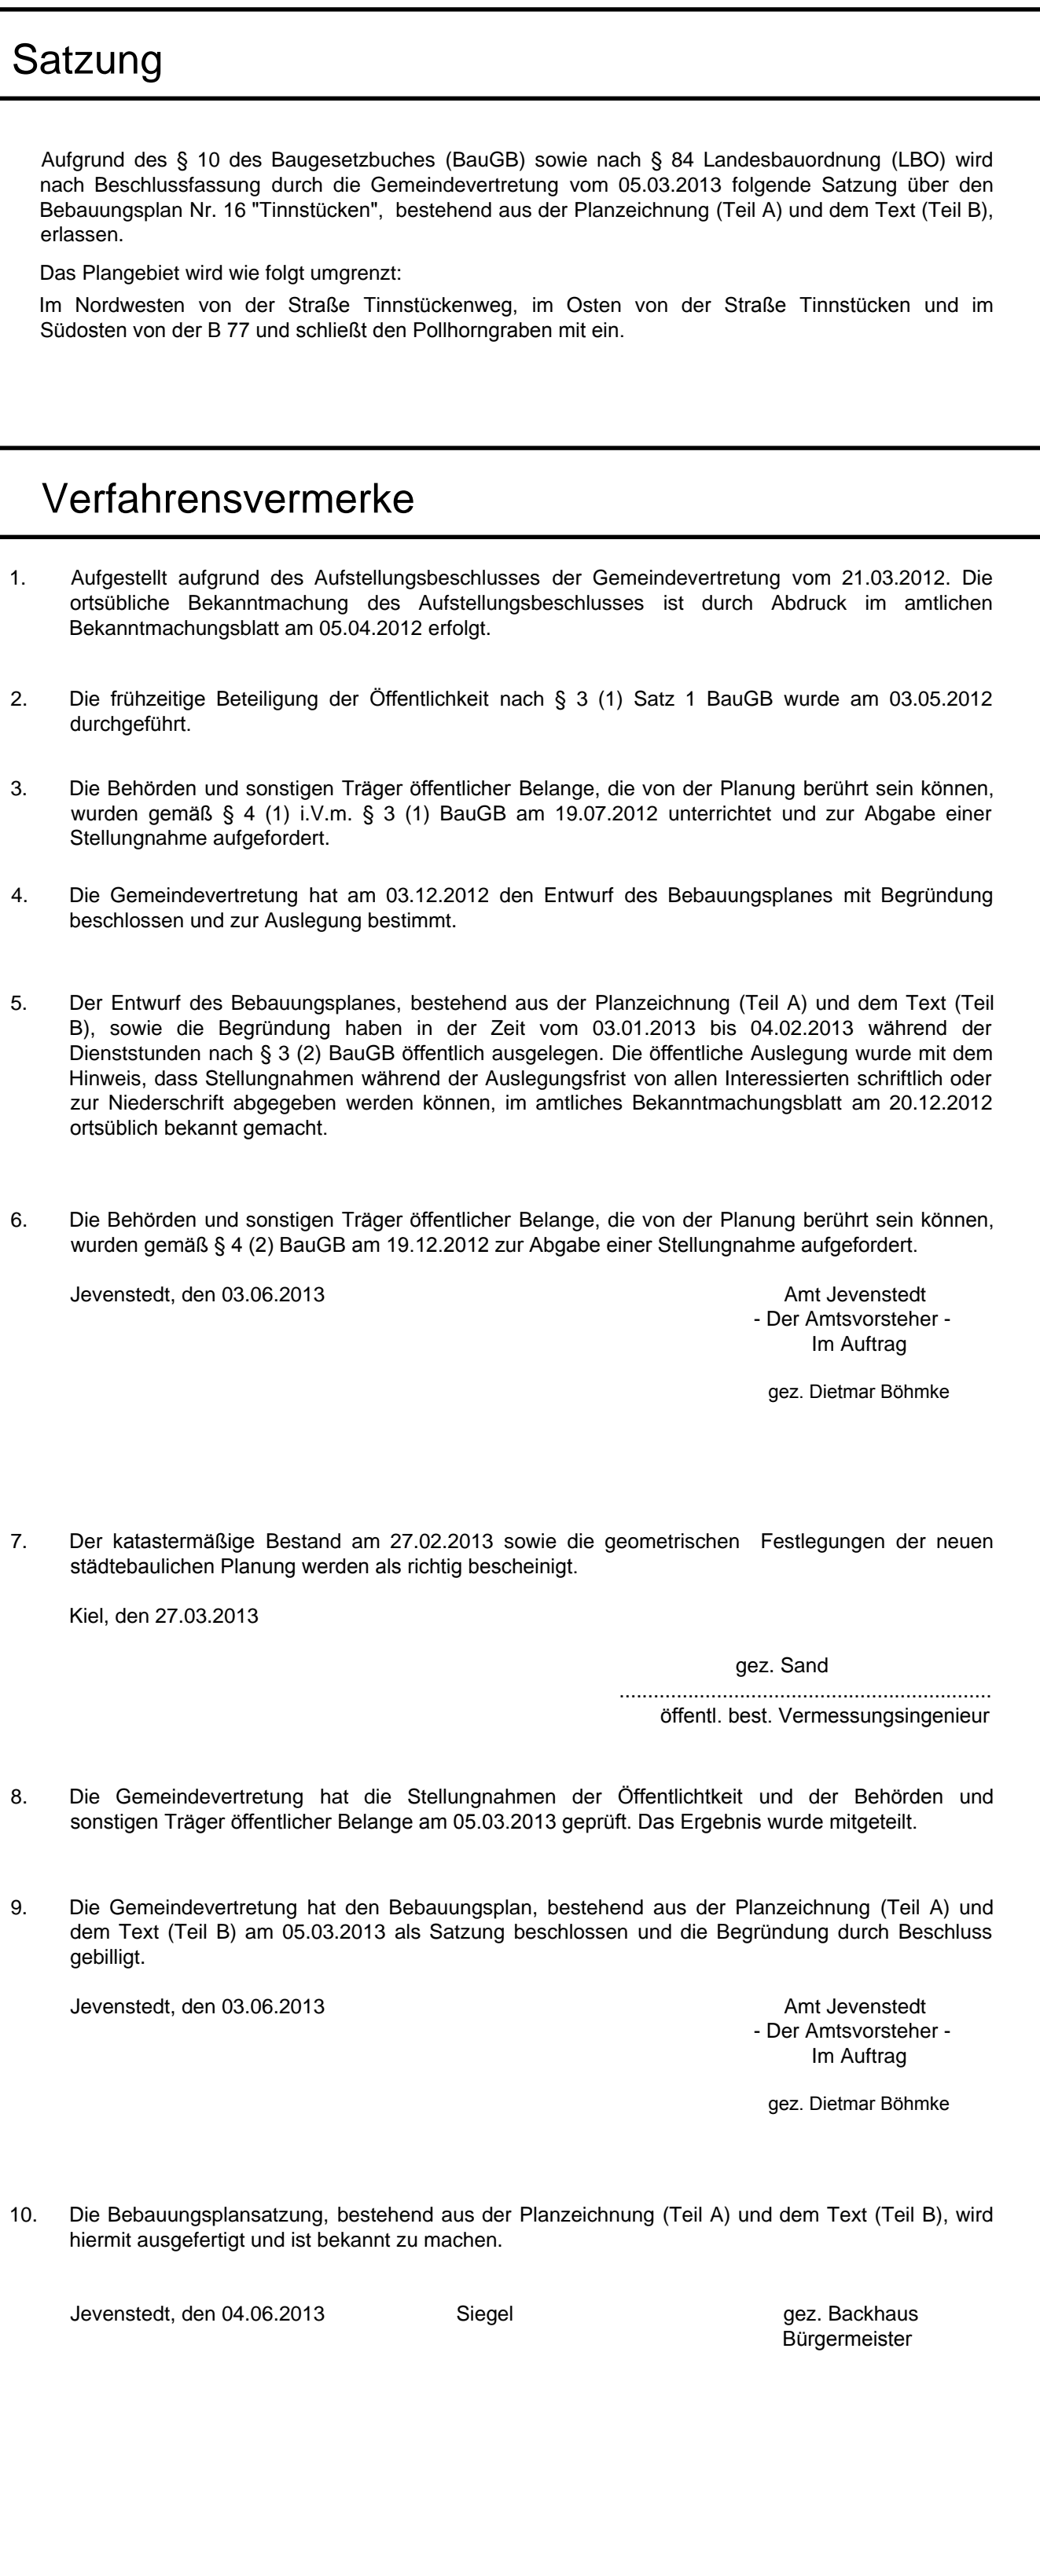 Satzung
Aufgrund des § 10 des Baugesetzbuches (BauGB) sowie nach § 84 Landesbauordnung (LBO) wird
nach Beschlussfassung durch die Gemeindevertretung vom 05.03.2013 folgende Satzung über den
Bebauungsplan Nr. 16 "Tinnstücken", bestehend aus der Planzeichnung (Teil A) und dem Text (Teil B),
erlassen.
Das Plangebiet wird wie folgt umgrenzt:
Im Nordwesten von der Straße Tinnstückenweg, im Osten von der Straße Tinnstücken und im
Südosten von der B 77 und schließt den Pollhorngraben mit ein.
Verfahrensvermerke
1. Aufgestellt aufgrund des Aufstellungsbeschlusses der Gemeindevertretung vom 21.03.2012. Die
ortsübliche Bekanntmachung des Aufstellungsbeschlusses ist durch Abdruck im amtlichen
Bekanntmachungsblatt am 05.04.2012 erfolgt.
2. Die frühzeitige Beteiligung der Öffentlichkeit nach § 3 (1) Satz 1 BauGB wurde am 03.05.2012
durchgeführt.
3. Die Behörden und sonstigen Träger öffentlicher Belange, die von der Planung berührt sein können,
wurden gemäß § 4 (1) i.V.m. § 3 (1) BauGB am 19.07.2012 unterrichtet und zur Abgabe einer
Stellungnahme aufgefordert.
4. Die Gemeindevertretung hat am 03.12.2012 den Entwurf des Bebauungsplanes mit Begründung
beschlossen und zur Auslegung bestimmt.
5. Der Entwurf des Bebauungsplanes, bestehend aus der Planzeichnung (Teil A) und dem Text (Teil
B), sowie die Begründung haben in der Zeit vom 03.01.2013 bis 04.02.2013 während der
Dienststunden nach § 3 (2) BauGB öffentlich ausgelegen. Die öffentliche Auslegung wurde mit dem
Hinweis, dass Stellungnahmen während der Auslegungsfrist von allen Interessierten schriftlich oder
zur Niederschrift abgegeben werden können, im amtliches Bekanntmachungsblatt am 20.12.2012
ortsüblich bekannt gemacht.
6. Die Behörden und sonstigen Träger öffentlicher Belange, die von der Planung berührt sein können,
wurden gemäß § 4 (2) BauGB am 19.12.2012 zur Abgabe einer Stellungnahme aufgefordert.
Jevenstedt, den 03.06.2013 Amt Jevenstedt
- Der Amtsvorsteher -
Im Auftrag
gez. Dietmar Böhmke
7. Der katastermäßige Bestand am 27.02.2013 sowie die geometrischen Festlegungen der neuen
städtebaulichen Planung werden als richtig bescheinigt.
Kiel, den 27.03.2013
gez. Sand
.................................................................
öffentl. best. Vermessungsingenieur
8. Die Gemeindevertretung hat die Stellungnahmen der Öffentlichtkeit und der Behörden und
sonstigen Träger öffentlicher Belange am 05.03.2013 geprüft. Das Ergebnis wurde mitgeteilt.
9. Die Gemeindevertretung hat den Bebauungsplan, bestehend aus der Planzeichnung (Teil A) und
dem Text (Teil B) am 05.03.2013 als Satzung beschlossen und die Begründung durch Beschluss
gebilligt.
Jevenstedt, den 03.06.2013 Amt Jevenstedt
- Der Amtsvorsteher -
Im Auftrag
gez. Dietmar Böhmke
10. Die Bebauungsplansatzung, bestehend aus der Planzeichnung (Teil A) und dem Text (Teil B), wird
hiermit ausgefertigt und ist bekannt zu machen.
Jevenstedt, den 04.06.2013 Siegel gez. Backhaus
Bürgermeister